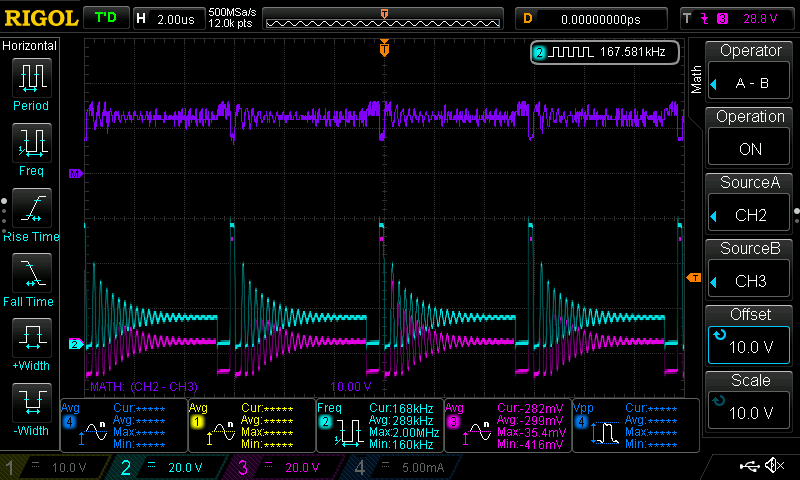 RIGOL T'D H 2.00us 500MSa/s D 0.00000000ps T 3 28.8 V
12.0k pts
Horizontal
T
2 167.581kHz
Period
Freq
Rise Time
Fall Time
+Width
-Width
M
2
T
MATH: (CH2 - CH3) 10.00 V
Math
Operator
A - B
Operation
ON
SourceA
CH2
SourceB
CH3
Offset
10.0 V
Scale
10.0 V
Avg
4
Cur:*****
Avg:*****
Max:*****
Min:*****
Avg
1
Cur:*****
Avg:*****
Max:*****
Min:*****
Freq
2
Cur:168kHz
Avg:289kHz
Max:2.00MHz
Min:160kHz
Avg
3
Cur:-282mV
Avg:-299mV
Max:-35.4mV
Min:-416mV
Vpp
4
Cur:*****
Avg:*****
Max:*****
Min:*****
1 10.0 V 2 20.0 V 3 20.0 V 4 5.00mA